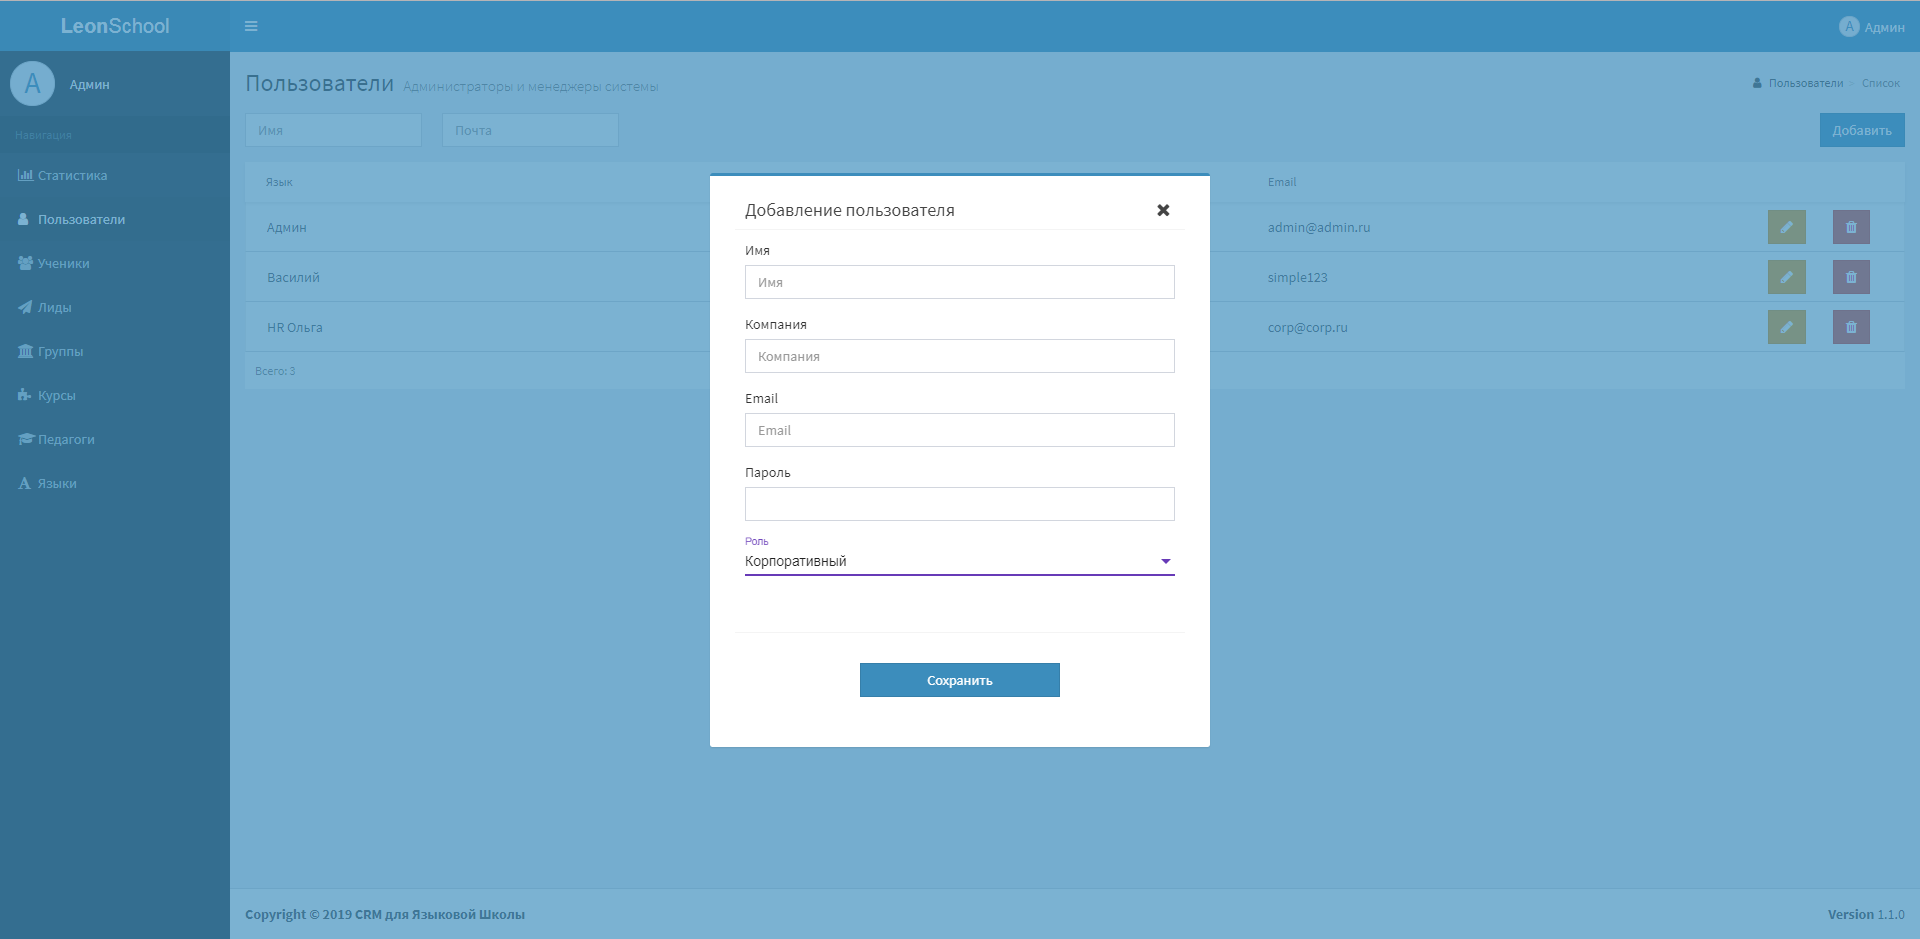 LeonSchool
A Админ
A Админ
Навигация
Статистика
Пользователи
Ученики
Лиды
Группы
Курсы
Педагоги
A Языки
Пользователи Администраторы и менеджеры системы
Пользователи > Список
Имя Почта Добавить
Язык Email
Админ admin@admin.ru
Василий simple123
HR Ольга corp@corp.ru
Всего: 3
Добавление пользователя
Имя
Имя
Компания
Компания
Email
Email
Пароль
Роль
Корпоративный
Сохранить
Copyright © 2019 CRM для Языковой Школы
Version 1.1.0